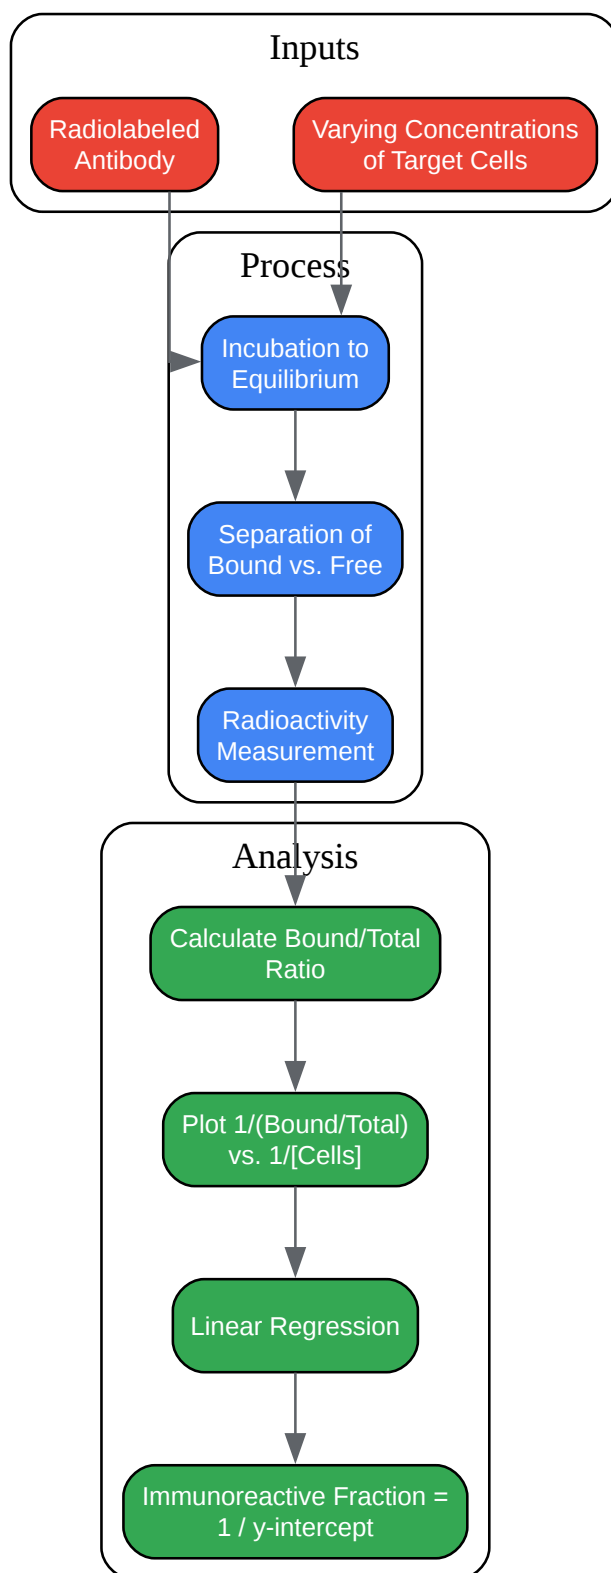 Inputs
Radiolabeled
Antibody
Varying Concentrations
of Target Cells
Process
Incubation to
Equilibrium
Separation of
Bound vs. Free
Radioactivity
Measurement
Analysis
Calculate Bound/Total
Ratio
Plot 1/(Bound/Total)
vs. 1/[Cells]
Linear Regression
Immunoreactive Fraction =
1 / y-intercept